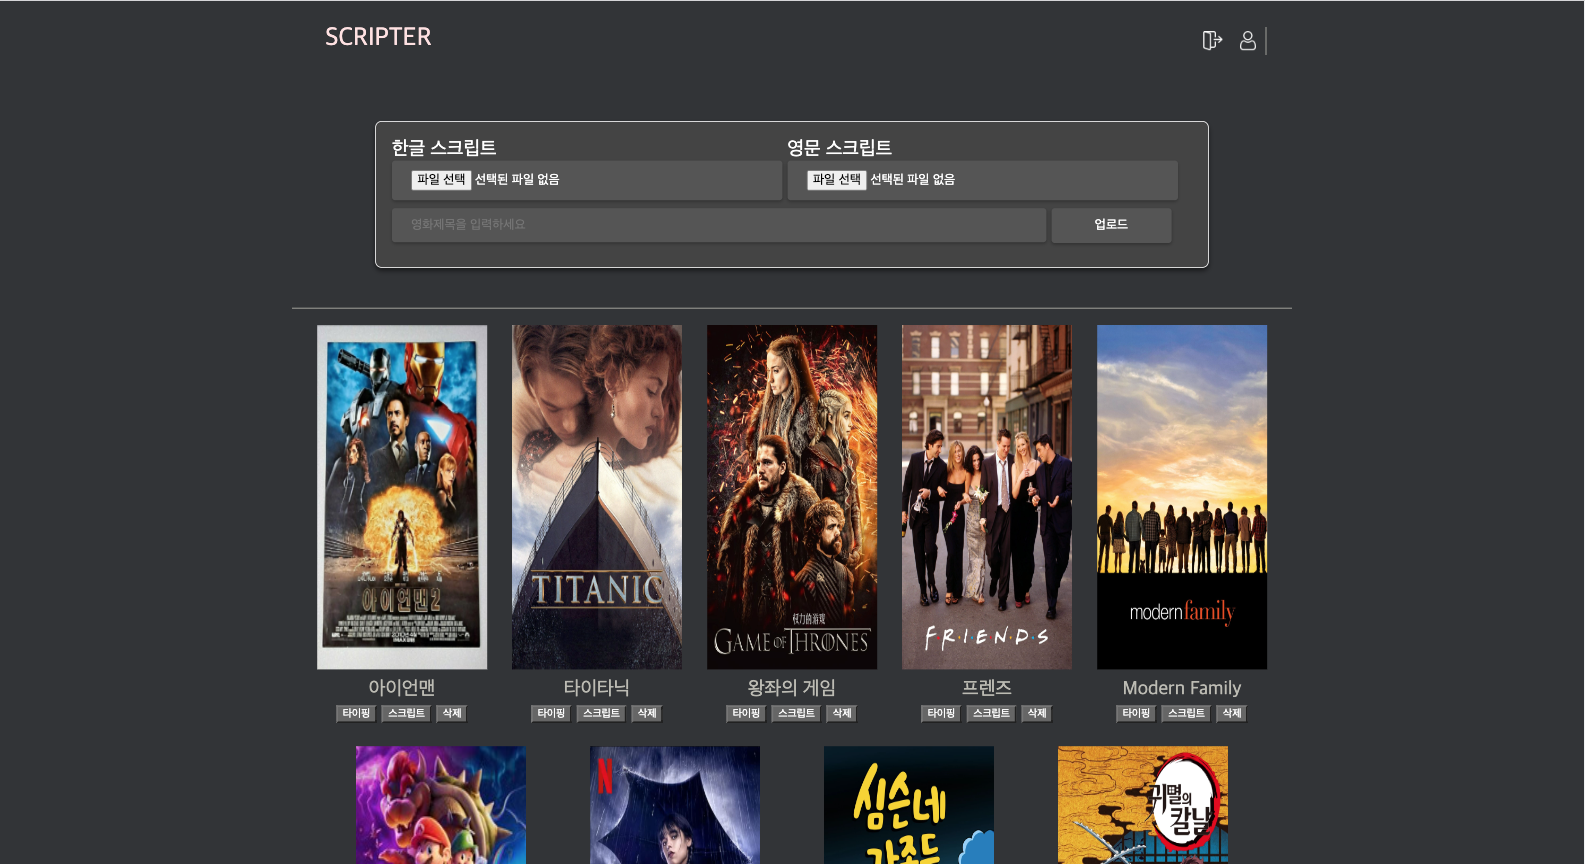 SCRIPTER
한글 스크립트
영문 스크립트
파일 선택 선택된 파일 없음
파일 선택 선택된 파일 없음
영화제목을 입력하세요
업로드
아이언맨2
TITANIC
权力的游戏
GAME OF THRONES
F·R·I·E·N·D·S
modern family
아이언맨
타이타닉
왕좌의 게임
프렌즈
Modern Family
타이핑 스크립트 삭제
타이핑 스크립트 삭제
타이핑 스크립트 삭제
타이핑 스크립트 삭제
타이핑 스크립트 삭제
N
심슨네
가족들
귀멸의
칼날